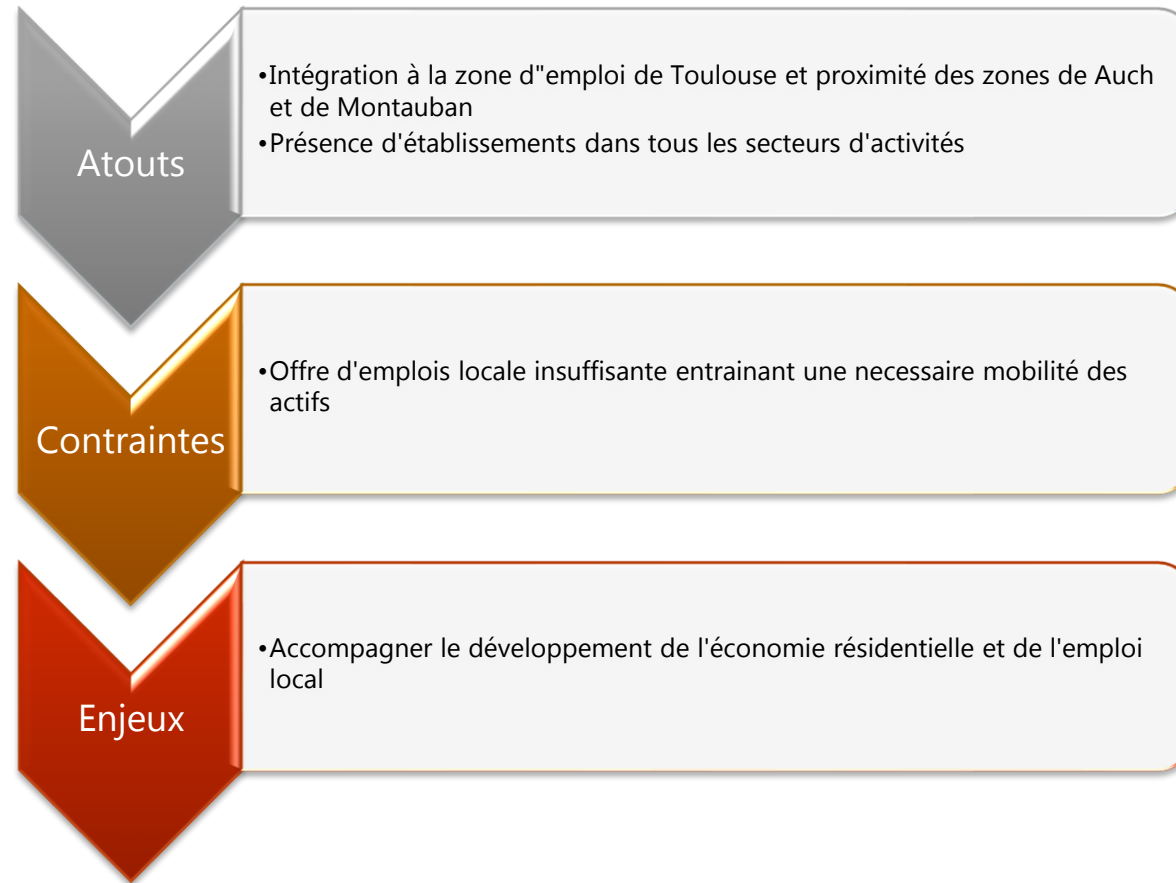 Atouts
•Intégration à la zone d"emploi de Toulouse et proximité des zones de Auch
et de Montauban
•Présence d'établissements dans tous les secteurs d'activités
Contraintes
•Offre d'emplois locale insuffisante entrainant une necessaire mobilité des
actifs
Enjeux
•Accompagner le développement de l'économie résidentielle et de l'emploi
local